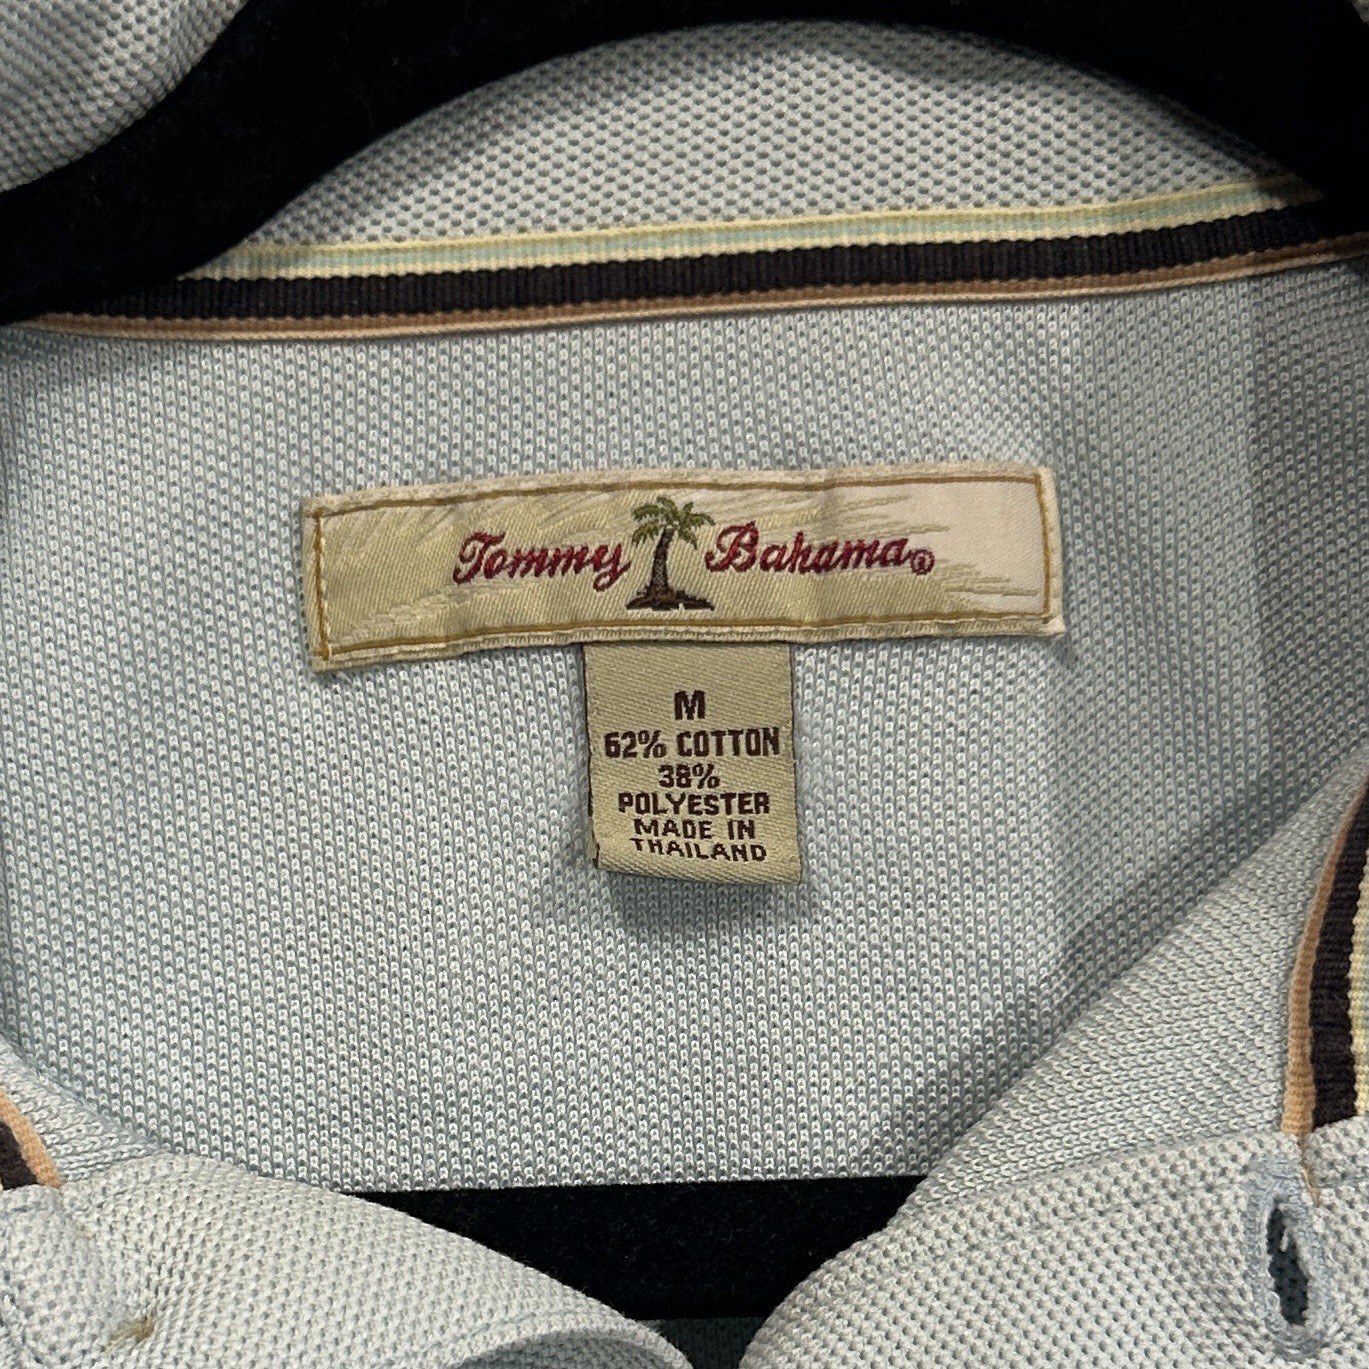 Tommy Bahama®
M
62% COTTON
38%
POLYESTER
MADE IN
THAILAND